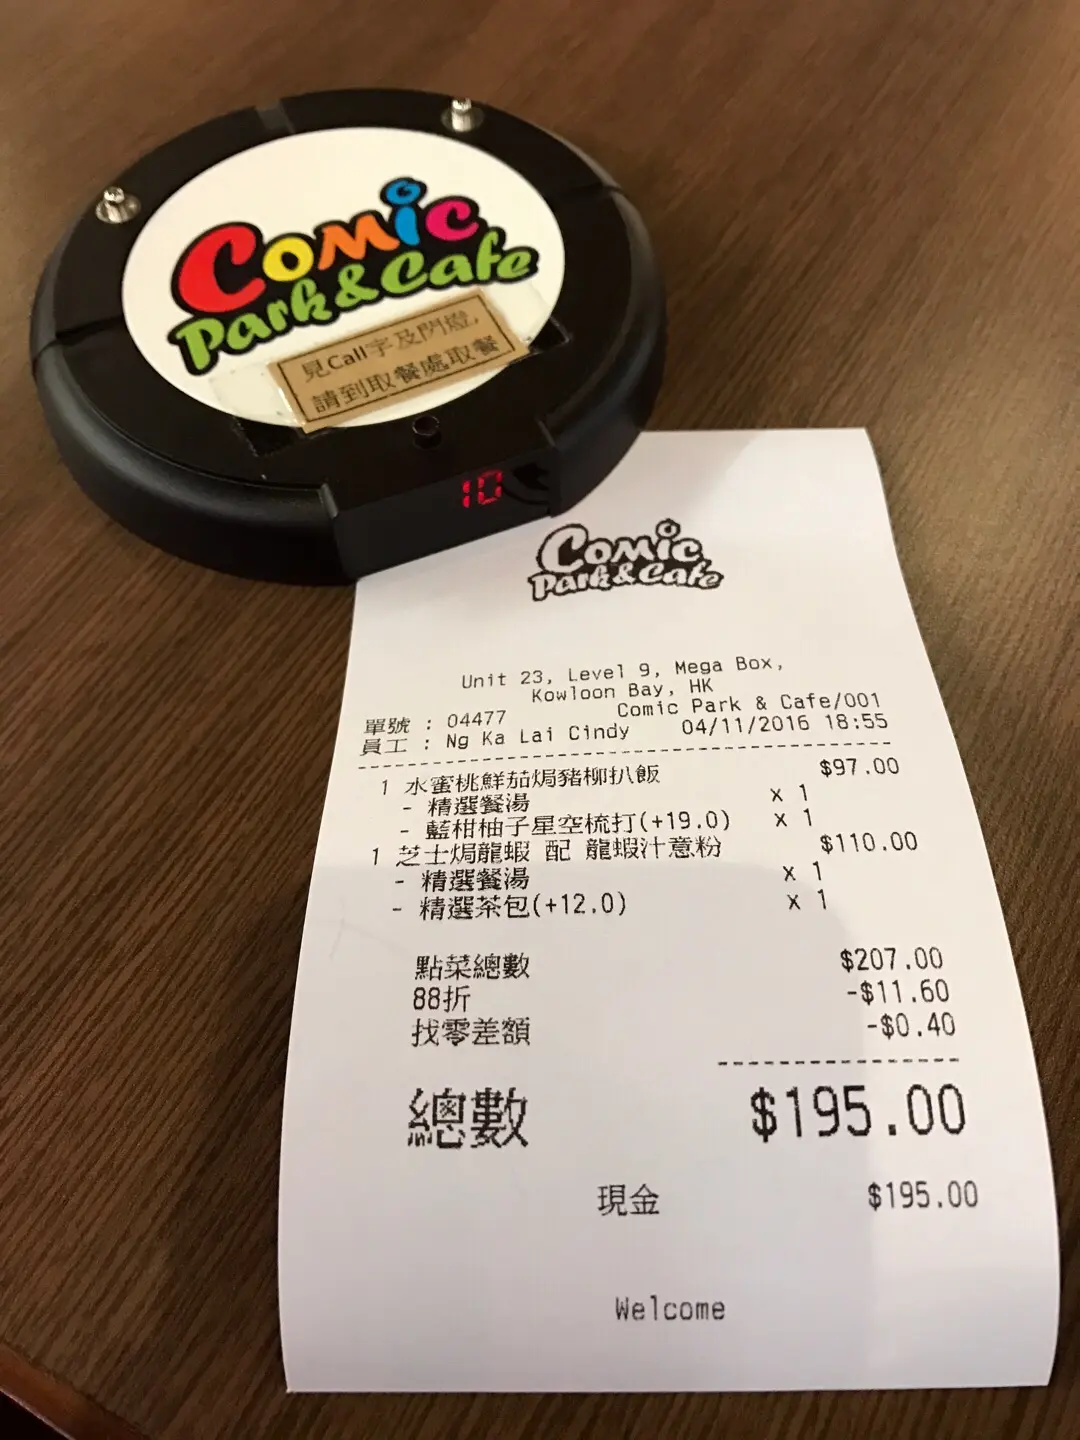 Comic
Park & Cafe
見Call字及閃燈,
請到取餐處取餐
10
Comic
Park & Cafe
Unit 23, Level 9, Mega Box,
Kowloon Bay, HK
Comic Park & Cafe/001
單號 : 04477
員工 : Ng Ka Lai Cindy 04/11/2016 18:55
1 水蜜桃鮮茄焗豬柳扒飯 $97.00
- 精選餐湯 x 1
- 藍柑柚子星空梳打(+19.0) x 1
1 芝士焗龍蝦 配 龍蝦汁意粉 $110.00
- 精選餐湯 x 1
- 精選茶包(+12.0) x 1
點菜總數 $207.00
88折 -$11.60
找零差額 -$0.40
總數 $195.00
現金 $195.00
Welcome